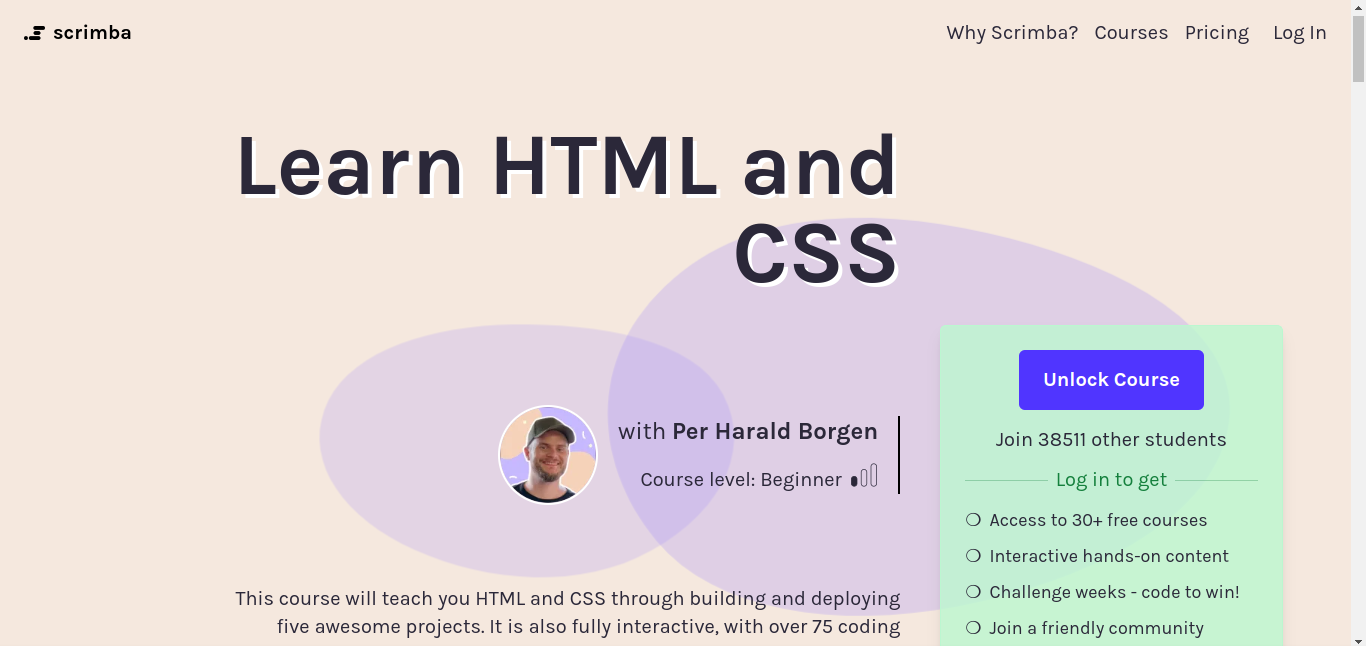 scrimba
Why Scrimba? Courses Pricing Log In
Learn HTML and
CSS
with Per Harald Borgen
Course level: Beginner
This course will teach you HTML and CSS through building and deploying
five awesome projects. It is also fully interactive, with over 75 coding
Unlock Course
Join 38511 other students
Log in to get
Access to 30+ free courses
Interactive hands-on content
Challenge weeks - code to win!
Join a friendly community